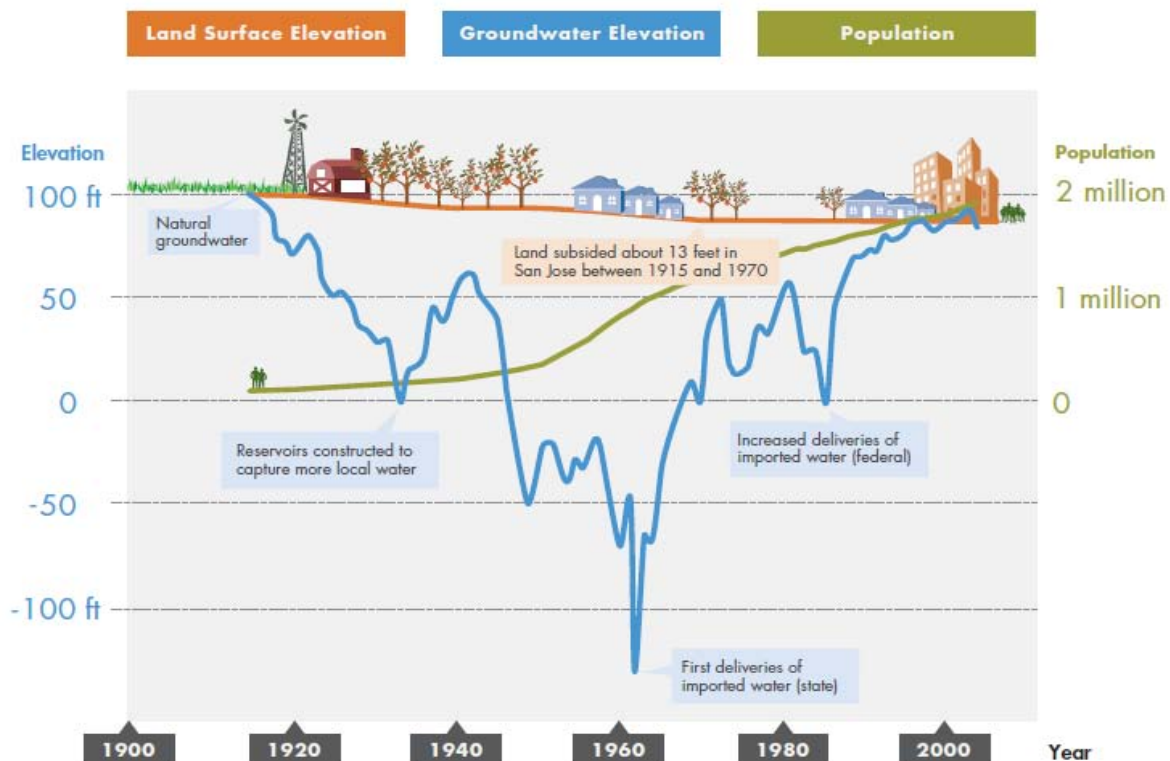 Land Surface Elevation
Groundwater Elevation
Population
Elevation
Population
100 ft
2 million
Natural
groundwater
Land subsided about 13 feet in
San Jose between 1915 and 1970
50
1 million
0
0
Reservoirs constructed to
capture more local water
Increased deliveries of
imported water (federal)
-50
-100 ft
First deliveries of
imported water (state)
1900
1920
1940
1960
1980
2000
Year